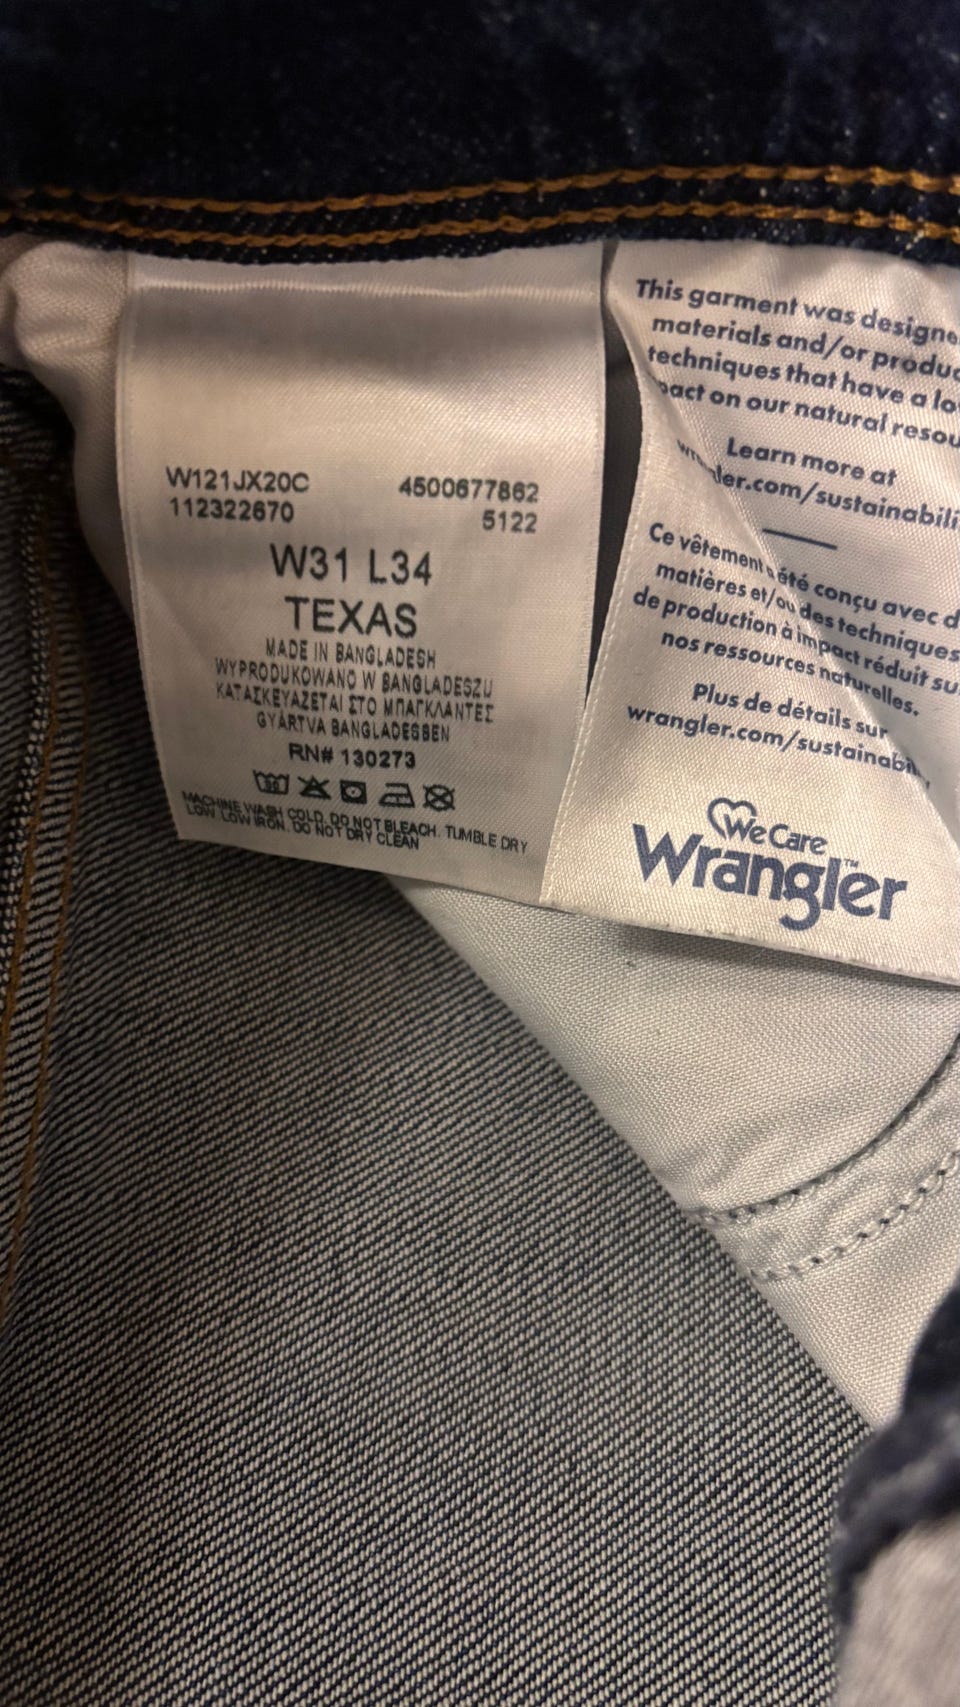 W121JX20C 4500677862
112322670 5122
W31 L34
TEXAS
MADE IN BANGLADESH
WYPRODUKOWANO W BANGLADESZU
ΚΑΤΑΣΚΕΥΑΖΕΤΑΙ ΣΤΟ ΜΠΑΓΚΛΑΝΤΕΣ
GYÁRTVA BANGLADESBEN
RN# 130273
30
MACHINE WASH COLD. DO NOT BLEACH. TUMBLE DRY
LOW. LOW IRON. DO NOT DRY CLEAN
This garment was designe
materials and/or produc
techniques that have a lo
pact on our natural resou
Learn more at
ler.com/sustainabili
Ce vêtement a été conçu avec d
matières et/ou des techniques
de production à impact réduit su
nos ressources naturelles.
Plus de détails sur
wrangler.com/sustainabi
We Care
Wrangler™